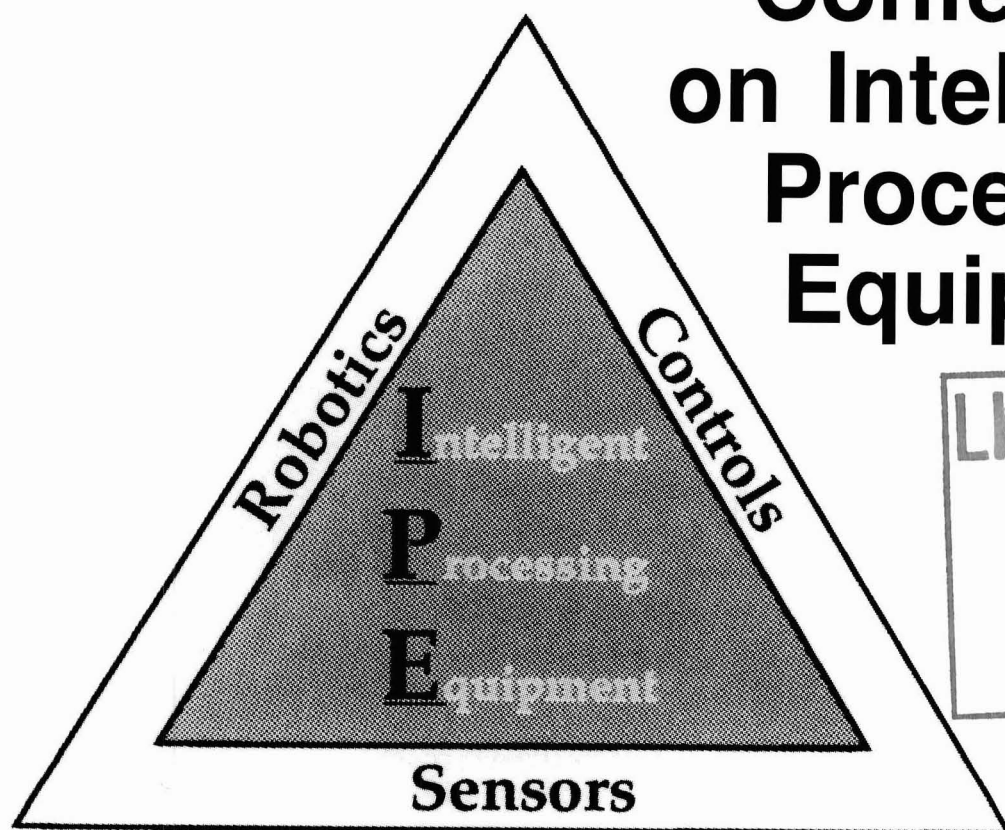 on Intel
Proce
Equip
Robotics
Controls
Intelligent
Processing
Equipment
Sensors